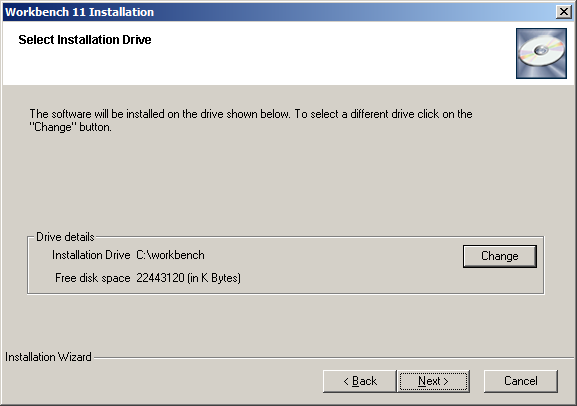 Workbench 11 Installation
Select Installation Drive
The software will be installed on the drive shown below. To select a different drive click on the
"Change" button.
Drive details
Installation Drive C:\workbench
Change
Free disk space 22443120 (in K Bytes)
Installation Wizard
< Back Next > Cancel